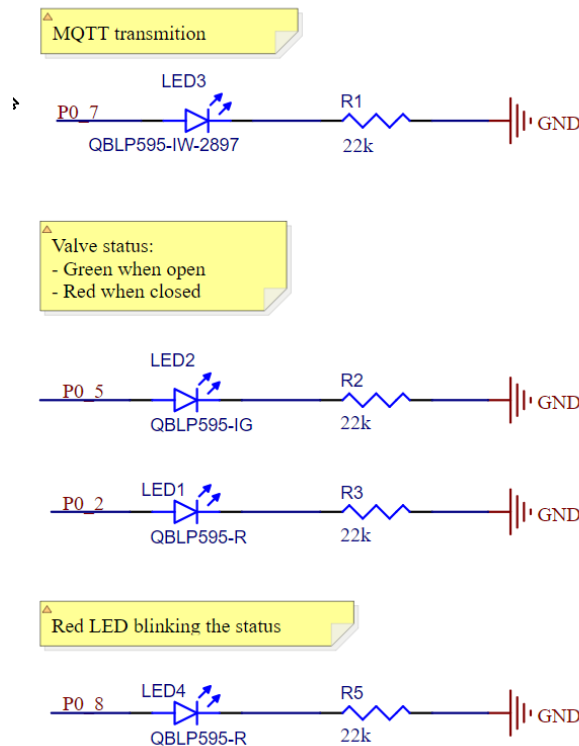 MQTT transmition
LED3
P0_7
R1
GND
QBLP595-IW-2897
22k
Valve status:
- Green when open
- Red when closed
LED2
P0_5
R2
GND
QBLP595-IG
22k
LED1
P0_2
R3
GND
QBLP595-R
22k
Red LED blinking the status
LED4
P0_8
R5
GND
QBLP595-R
22k